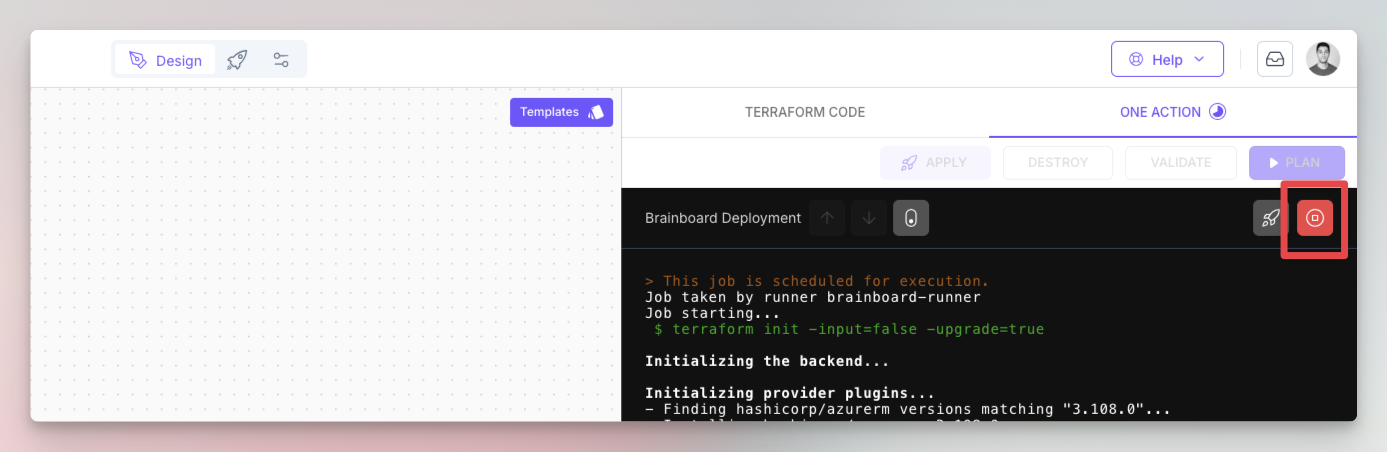 Design
Help
Templates
TERRAFORM CODE
ONE ACTION
APPLY
DESTROY
VALIDATE
PLAN
Brainboard Deployment
> This job is scheduled for execution.
Job taken by runner brainboard-runner
Job starting...
$ terraform init -input=false -upgrade=true
Initializing the backend...
Initializing provider plugins...
- Finding hashicorp/azurerm versions matching "3.108.0"...